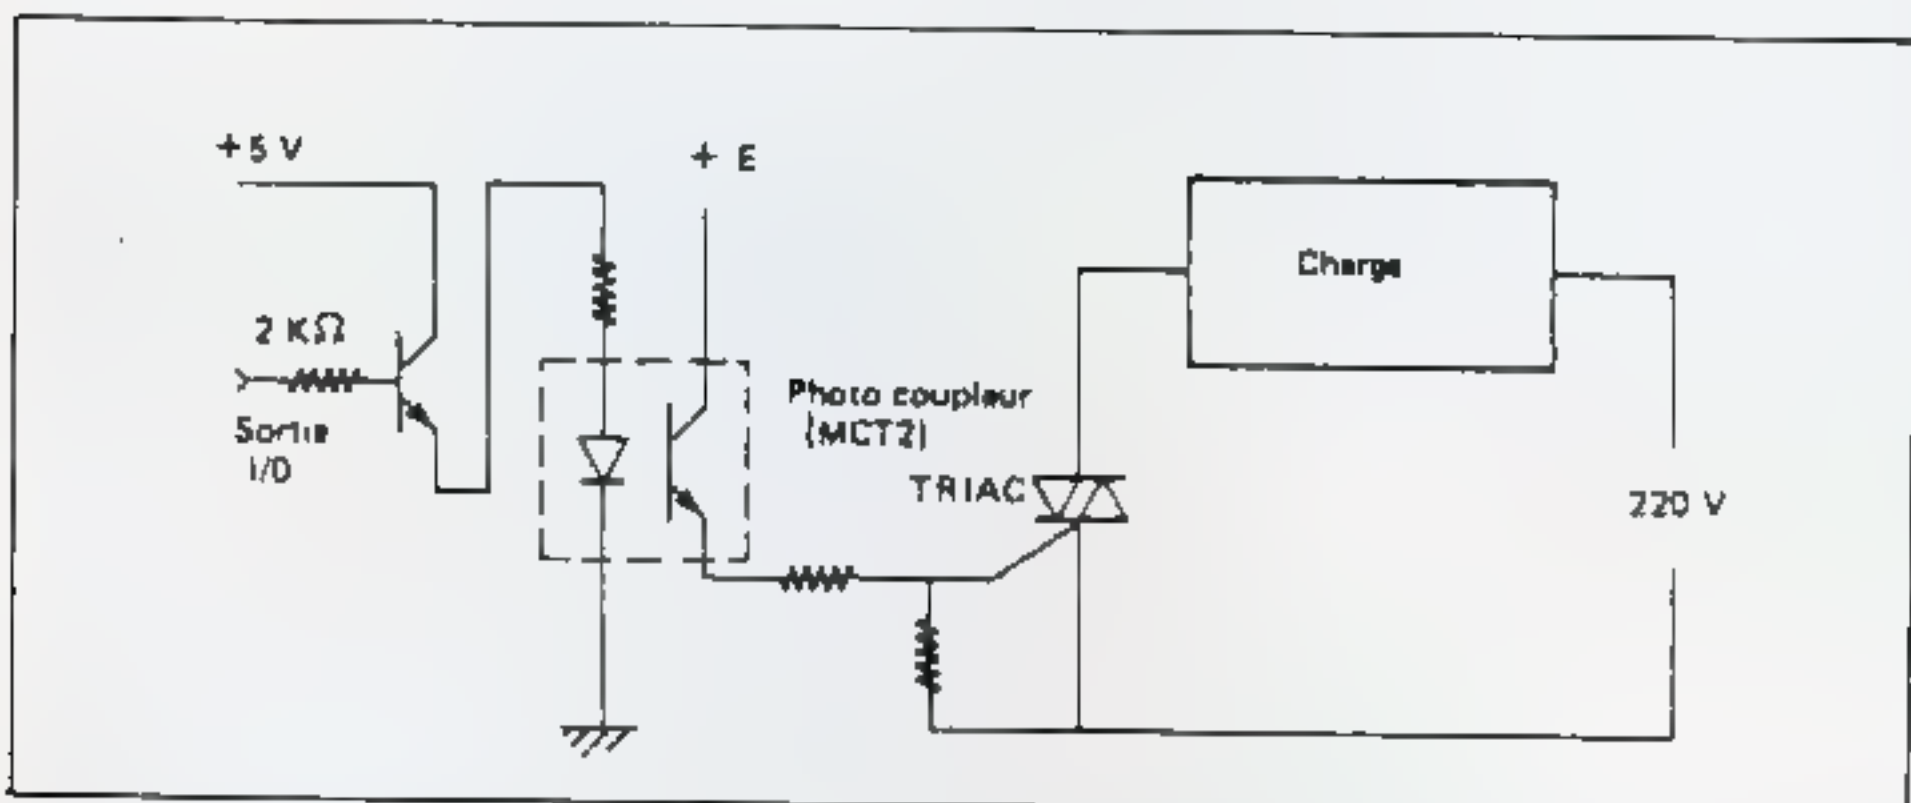 +5 V
+ E
2 KΩ
Sortie
I/O
Charge
Photo coupleur
(MCT2)
TRIAC
220 V